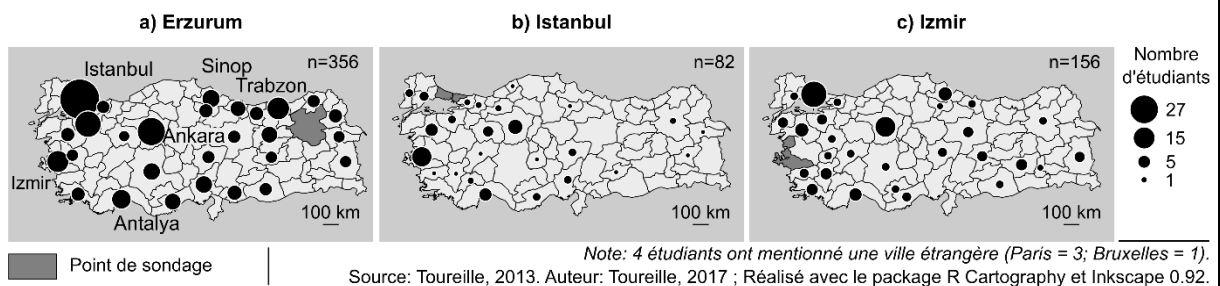 a) Erzurum
b) Istanbul
c) Izmir
Istanbul
Sinop
Trabzon
Ankara
Izmir
Antalya
n=356
100 km
n=82
100 km
n=156
100 km
Nombre
d'étudiants
27
15
5
1
Point de sondage
Note: 4 étudiants ont mentionné une ville étrangère (Paris = 3; Bruxelles = 1).
Source: Toureille, 2013. Auteur: Toureille, 2017 ; Réalisé avec le package R Cartography et Inkscape 0.92.